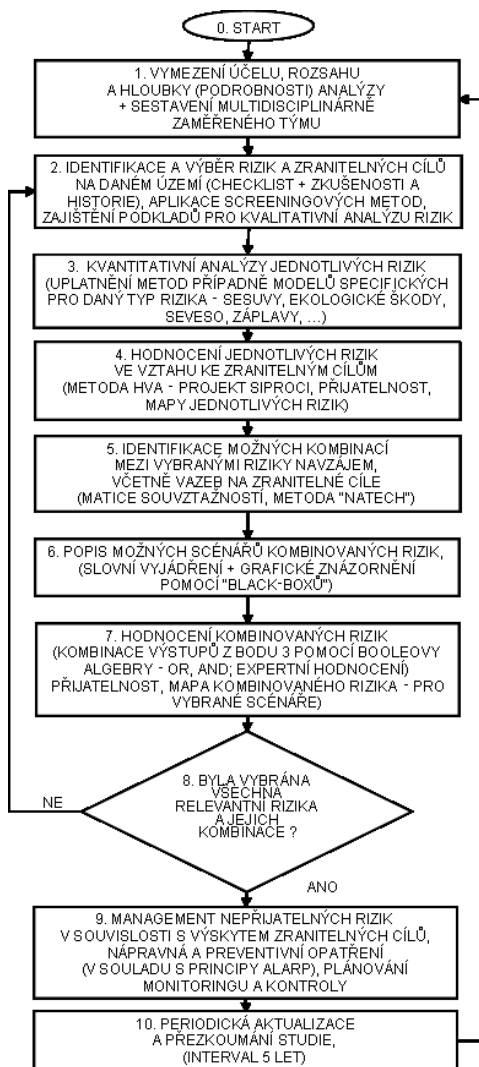 0. START
1. VYMEZENÍ ÚČELU, ROZSAHU
A HLOUBKY (PODROBNOSTI) ANALÝZY
+ SESTAVENÍ MULTIDISCIPLINÁRNĚ
ZAMĚŘENÉHO TÝMU
2. IDENTIFIKACE A VÝBĚR RIZIK A ZRANITELNÝCH CÍLŮ
NA DANÉM ÚZEMÍ (CHECKLIST + ZKUŠENOSTI A
HISTORIE), APLIKACE SCREENINGOVÝCH METOD,
ZAJIŠTĚNÍ PODKLADŮ PRO KVALITATIVNÍ ANALÝZU RIZIK
3. KVANTITATIVNÍ ANALÝZY JEDNOTLIVÝCH RIZIK
(UPLATNĚNÍ METOD PŘÍPADNĚ MODELŮ SPECIFICKÝCH
PRO DANÝ TYP RIZIKA - SESUVY, EKOLOGICKÉ ŠKODY,
SEVESO, ZÁPLAVY, ...)
4. HODNOCENÍ JEDNOTLIVÝCH RIZIK
VE VZTAHU KE ZRANITELNÝM CÍLŮM
(METODA HVA - PROJEKT SIPROCI, PŘIJATELNOST,
MAPY JEDNOTLIVÝCH RIZIK)
5. IDENTIFIKACE MOŽNÝCH KOMBINACÍ
MEZI VYBRANÝMI RIZIKY NAVZÁJEM,
VČETNĚ VAZEB NA ZRANITELNÉ CÍLE
(MATICE SOUVZTAŽNOSTÍ, METODA "NATECH")
6. POPIS MOŽNÝCH SCÉNÁŘŮ KOMBINOVANÝCH RIZIK,
(SLOVNÍ VYJÁDŘENÍ + GRAFICKÉ ZNÁZORNĚNÍ
POMOCÍ "BLACK-BOXŮ")
7. HODNOCENÍ KOMBINOVANÝCH RIZIK
(KOMBINACE VÝSTUPŮ Z BODU 3 POMOCÍ BOOLEOVY
ALGEBRY - OR, AND; EXPERTNÍ HODNOCENÍ)
PŘIJATELNOST, MAPA KOMBINOVANÉHO RIZIKA - PRO
VYBRANÉ SCÉNÁŘE)
8. BYLA VYBRÁNA
VŠECHNA
RELEVANTNÍ RIZIKA
A JEJICH
KOMBINACE ?
NE
ANO
9. MANAGEMENT NEPŘIJATELNÝCH RIZIK
V SOUVISLOSTI S VÝSKYTEM ZRANITELNÝCH CÍLŮ,
NÁPRAVNÁ A PREVENTIVNÍ OPATŘENÍ
(V SOULADU S PRINCIPY ALARP), PLÁNOVÁNÍ
MONITORINGU A KONTROLY
10. PERIODICKÁ AKTUALIZACE
A PŘEZKOUMÁNÍ STUDIE,
(INTERVAL 5 LET)